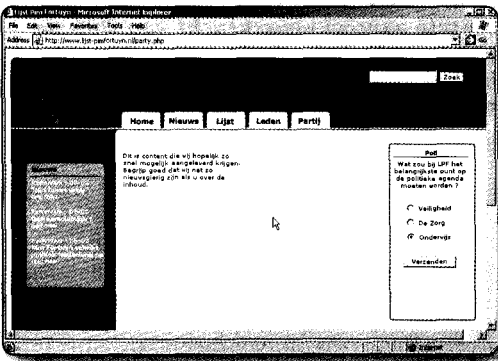 Lijst Pim Fortuyn - Microsoft Internet Explorer
File Edit View Favorites Tools Help
Address http://www.lijst-pimfortuyn.nl/party.php
Zoek
Home Nieuws Lijst Leden Partij
Dit is content die wij hopelijk zo
snel mogelijk aangeleverd krijgen.
Begrijp goed dat wij net zo
nieuwsgierig zijn als u over de
inhoud.
Poll
Wat zou bij LPF het
belangrijkste punt op
de politieke agenda
moeten worden ?
Veiligheid
De Zorg
Onderwijs
Verzenden
Internet